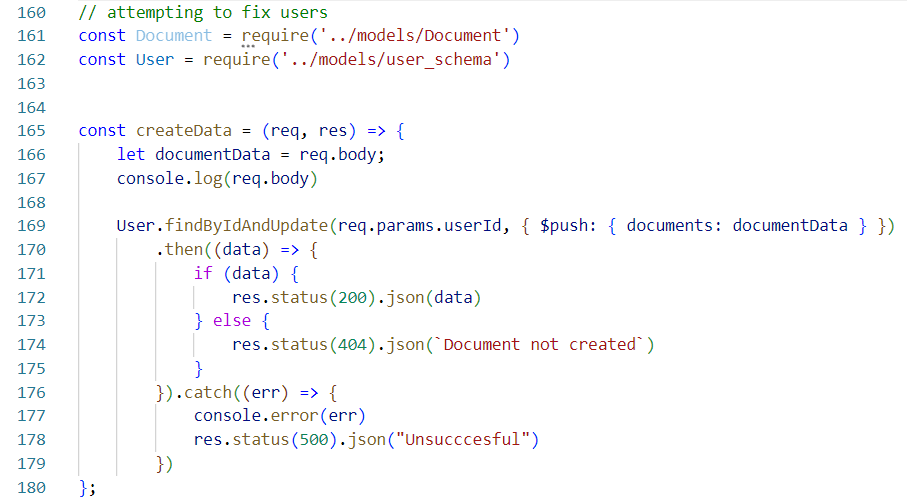 160 // attempting to fix users
161 const Document = require('../models/Document')
162 const User = require('../models/user_schema')
163
164
165 const createData = (req, res) => {
166     let documentData = req.body;
167     console.log(req.body)
168
169     User.findByIdAndUpdate(req.params.userId, { $push: { documents: documentData } })
170         .then((data) => {
171             if (data) {
172                 res.status(200).json(data)
173             } else {
174                 res.status(404).json(`Document not created`)
175             }
176         }).catch((err) => {
177             console.error(err)
178             res.status(500).json("Unsucccesful")
179         })
180 };